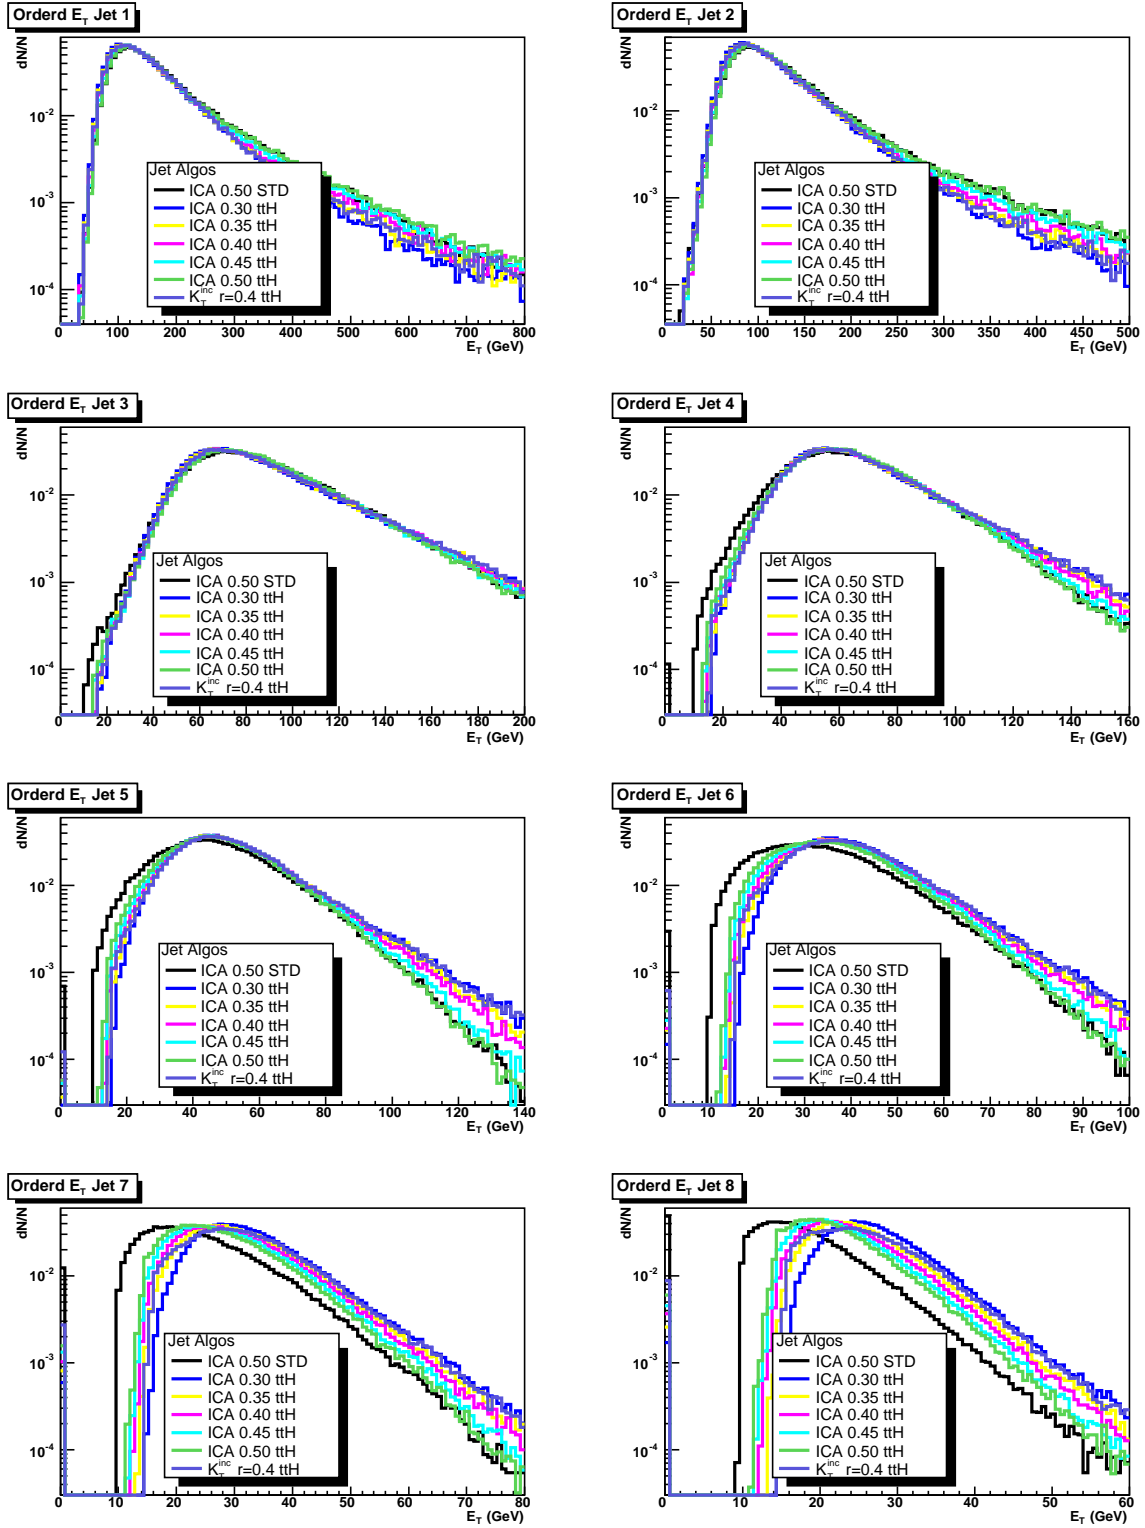 Orderd E_T Jet 1
dN/N
10^-2
10^-3
10^-4
Jet Algos
ICA 0.50 STD
ICA 0.30 ttH
ICA 0.35 ttH
ICA 0.40 ttH
ICA 0.45 ttH
ICA 0.50 ttH
K_T^inc r=0.4 ttH
0 100 200 300 400 500 600 700 800
E_T (GeV)
Orderd E_T Jet 2
dN/N
10^-2
10^-3
10^-4
Jet Algos
ICA 0.50 STD
ICA 0.30 ttH
ICA 0.35 ttH
ICA 0.40 ttH
ICA 0.45 ttH
ICA 0.50 ttH
K_T^inc r=0.4 ttH
0 50 100 150 200 250 300 350 400 450 500
E_T (GeV)
Orderd E_T Jet 3
dN/N
10^-2
10^-3
10^-4
Jet Algos
ICA 0.50 STD
ICA 0.30 ttH
ICA 0.35 ttH
ICA 0.40 ttH
ICA 0.45 ttH
ICA 0.50 ttH
K_T^inc r=0.4 ttH
0 20 40 60 80 100 120 140 160 180 200
E_T (GeV)
Orderd E_T Jet 4
dN/N
10^-2
10^-3
10^-4
Jet Algos
ICA 0.50 STD
ICA 0.30 ttH
ICA 0.35 ttH
ICA 0.40 ttH
ICA 0.45 ttH
ICA 0.50 ttH
K_T^inc r=0.4 ttH
0 20 40 60 80 100 120 140 160
E_T (GeV)
Orderd E_T Jet 5
dN/N
10^-2
10^-3
10^-4
Jet Algos
ICA 0.50 STD
ICA 0.30 ttH
ICA 0.35 ttH
ICA 0.40 ttH
ICA 0.45 ttH
ICA 0.50 ttH
K_T^inc r=0.4 ttH
0 20 40 60 80 100 120 140
E_T (GeV)
Orderd E_T Jet 6
dN/N
10^-2
10^-3
10^-4
Jet Algos
ICA 0.50 STD
ICA 0.30 ttH
ICA 0.35 ttH
ICA 0.40 ttH
ICA 0.45 ttH
ICA 0.50 ttH
K_T^inc r=0.4 ttH
0 10 20 30 40 50 60 70 80 90 100
E_T (GeV)
Orderd E_T Jet 7
dN/N
10^-2
10^-3
10^-4
Jet Algos
ICA 0.50 STD
ICA 0.30 ttH
ICA 0.35 ttH
ICA 0.40 ttH
ICA 0.45 ttH
ICA 0.50 ttH
K_T^inc r=0.4 ttH
0 10 20 30 40 50 60 70 80
E_T (GeV)
Orderd E_T Jet 8
dN/N
10^-2
10^-3
10^-4
Jet Algos
ICA 0.50 STD
ICA 0.30 ttH
ICA 0.35 ttH
ICA 0.40 ttH
ICA 0.45 ttH
ICA 0.50 ttH
K_T^inc r=0.4 ttH
0 10 20 30 40 50 60
E_T (GeV)